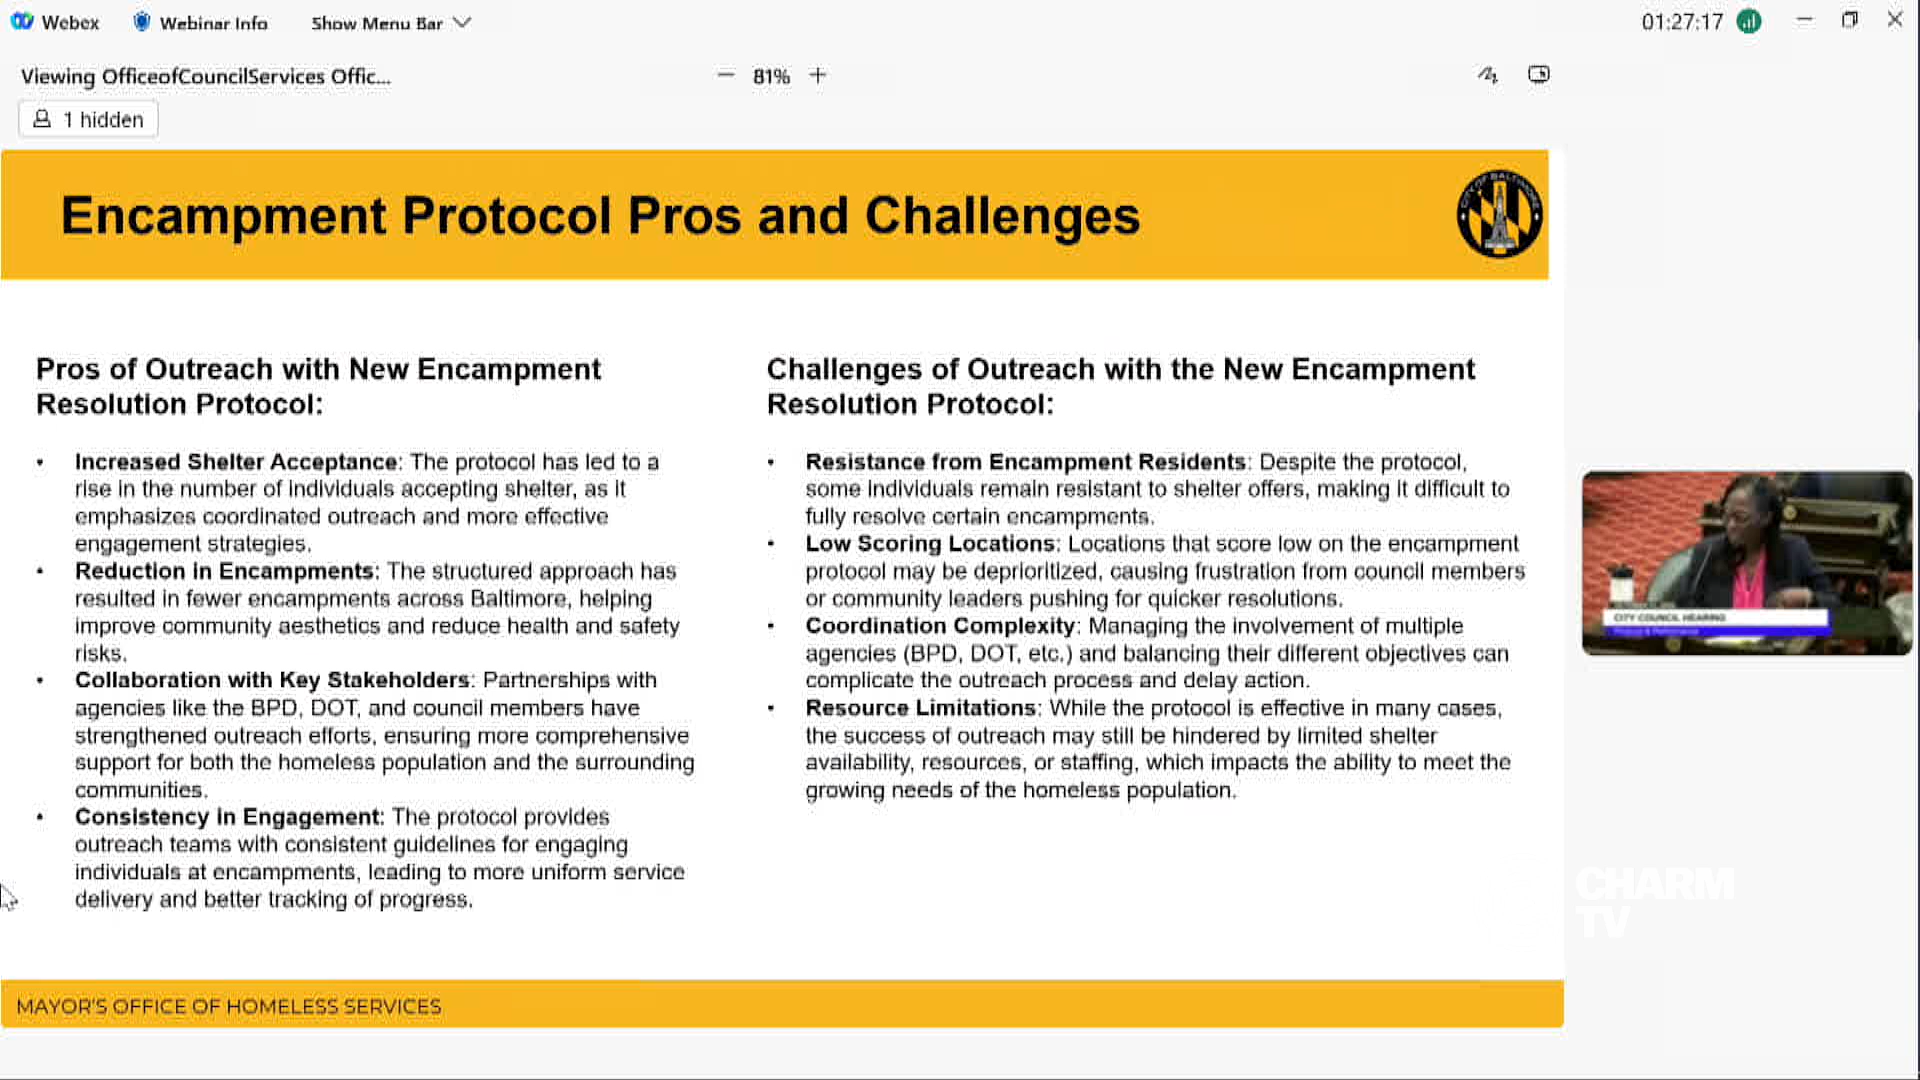 Webex
Webinar Info
Show Menu Bar
01:27:17
Viewing OfficeofCouncilServices Offic...
81%
1 hidden
Encampment Protocol Pros and Challenges
CITY OF BALTIMORE
Pros of Outreach with New Encampment
Resolution Protocol:
• Increased Shelter Acceptance: The protocol has led to a
rise in the number of individuals accepting shelter, as it
emphasizes coordinated outreach and more effective
engagement strategies.
• Reduction in Encampments: The structured approach has
resulted in fewer encampments across Baltimore, helping
improve community aesthetics and reduce health and safety
risks.
• Collaboration with Key Stakeholders: Partnerships with
agencies like the BPD, DOT, and council members have
strengthened outreach efforts, ensuring more comprehensive
support for both the homeless population and the surrounding
communities.
• Consistency in Engagement: The protocol provides
outreach teams with consistent guidelines for engaging
individuals at encampments, leading to more uniform service
delivery and better tracking of progress.
Challenges of Outreach with the New Encampment
Resolution Protocol:
• Resistance from Encampment Residents: Despite the protocol,
some individuals remain resistant to shelter offers, making it difficult to
fully resolve certain encampments.
• Low Scoring Locations: Locations that score low on the encampment
protocol may be deprioritized, causing frustration from council members
or community leaders pushing for quicker resolutions.
• Coordination Complexity: Managing the involvement of multiple
agencies (BPD, DOT, etc.) and balancing their different objectives can
complicate the outreach process and delay action.
• Resource Limitations: While the protocol is effective in many cases,
the success of outreach may still be hindered by limited shelter
availability, resources, or staffing, which impacts the ability to meet the
growing needs of the homeless population.
CITY COUNCIL HEARING
CHARM
TV
MAYOR'S OFFICE OF HOMELESS SERVICES